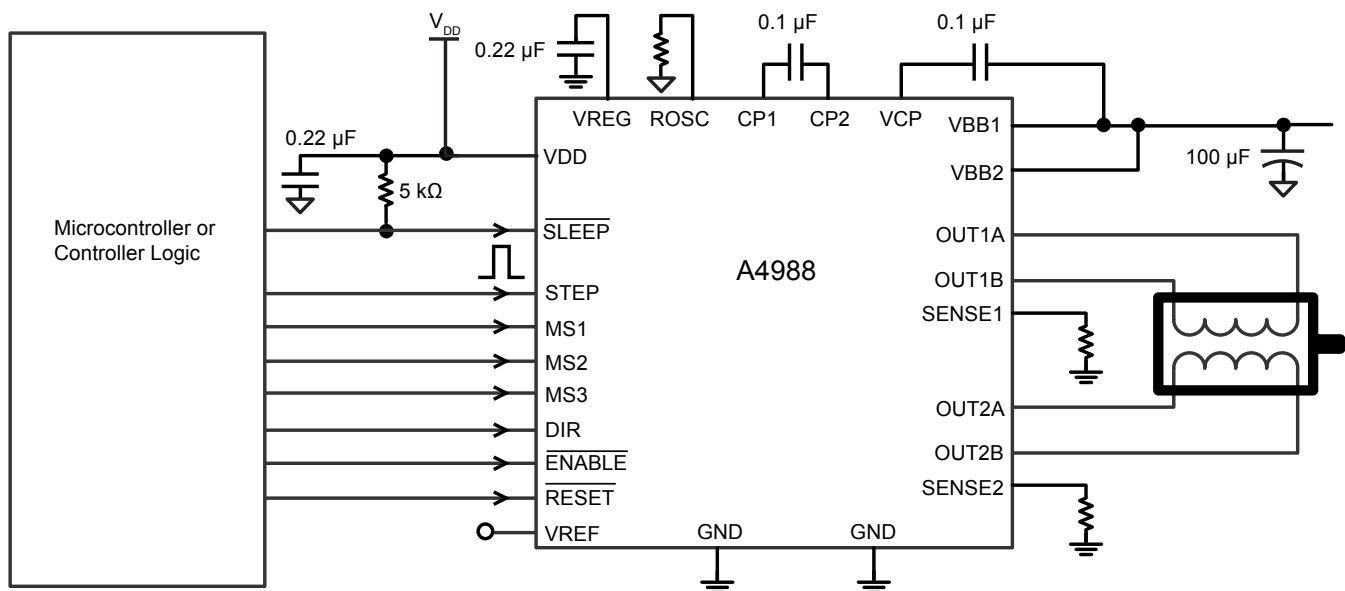 V_DD
0.22 µF
0.1 µF
0.1 µF
VREG
ROSC
CP1
CP2
VCP
VBB1
0.22 µF
VDD
VBB2
100 µF
5 kΩ
Microcontroller or
Controller Logic
SLEEP
OUT1A
A4988
OUT1B
STEP
SENSE1
MS1
MS2
MS3
OUT2A
DIR
OUT2B
ENABLE
SENSE2
RESET
VREF
GND
GND